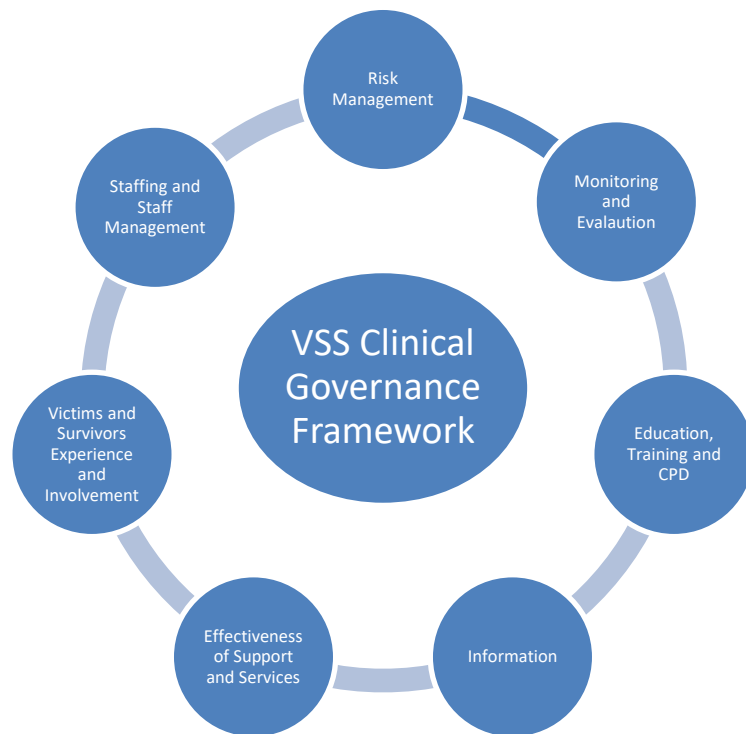 Risk
Management
Monitoring
and
Evalaution
Education,
Training and
CPD
Information
Effectiveness
of Support
and Services
Victims and
Survivors
Experience
and
Involvement
Staffing and
Staff
Management
VSS Clinical
Governance
Framework